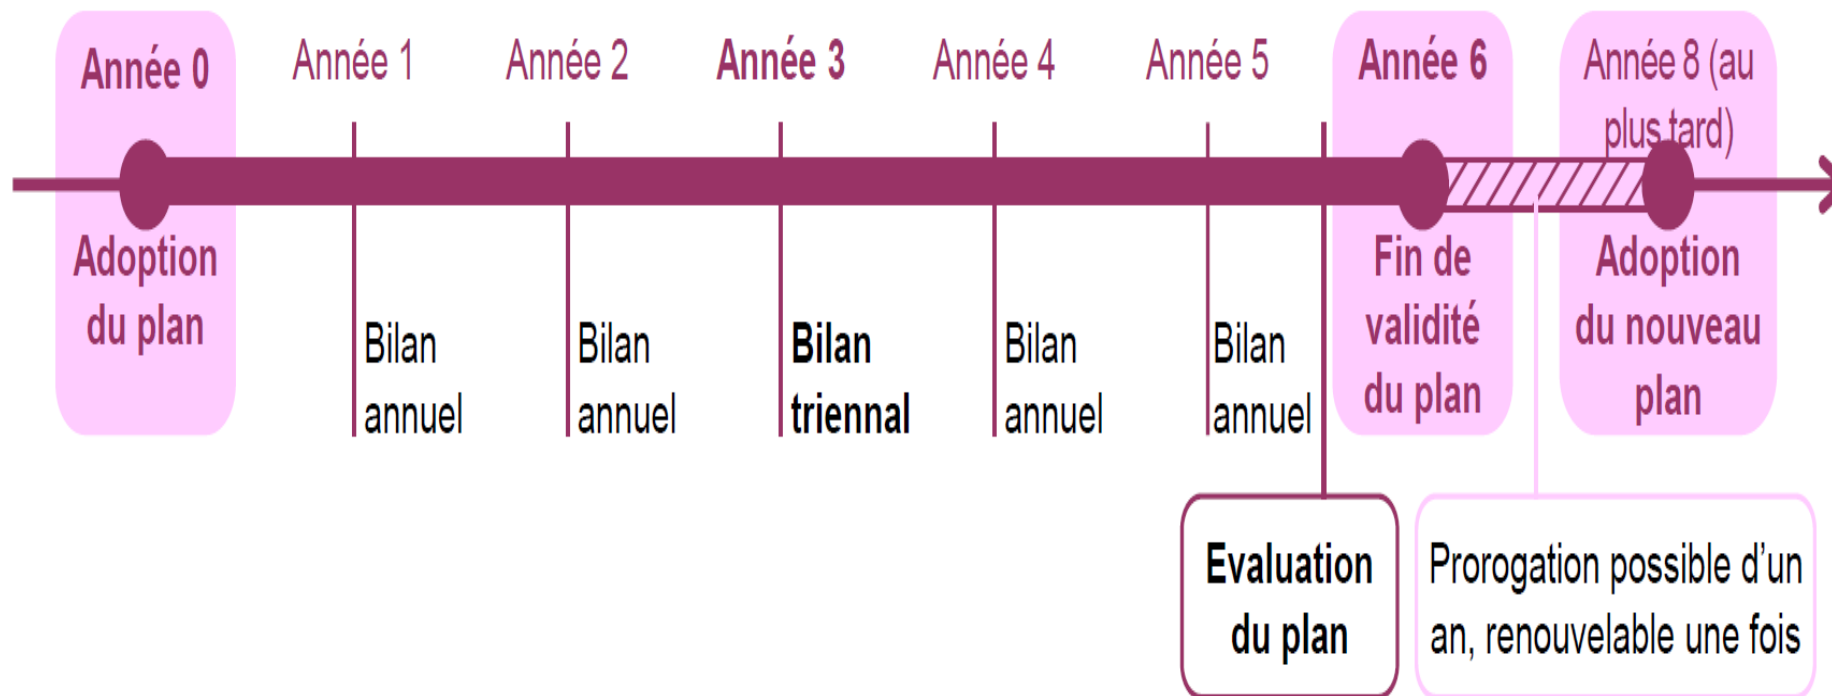 Année 0
Année 1
Année 2
Année 3
Année 4
Année 5
Année 6
Année 8 (au
plus tard)
Adoption
du plan
Bilan
annuel
Bilan
annuel
Bilan
triennal
Bilan
annuel
Bilan
annuel
Fin de
validité
du plan
Adoption
du nouveau
plan
Evaluation
du plan
Prorogation possible d’un
an, renouvelable une fois